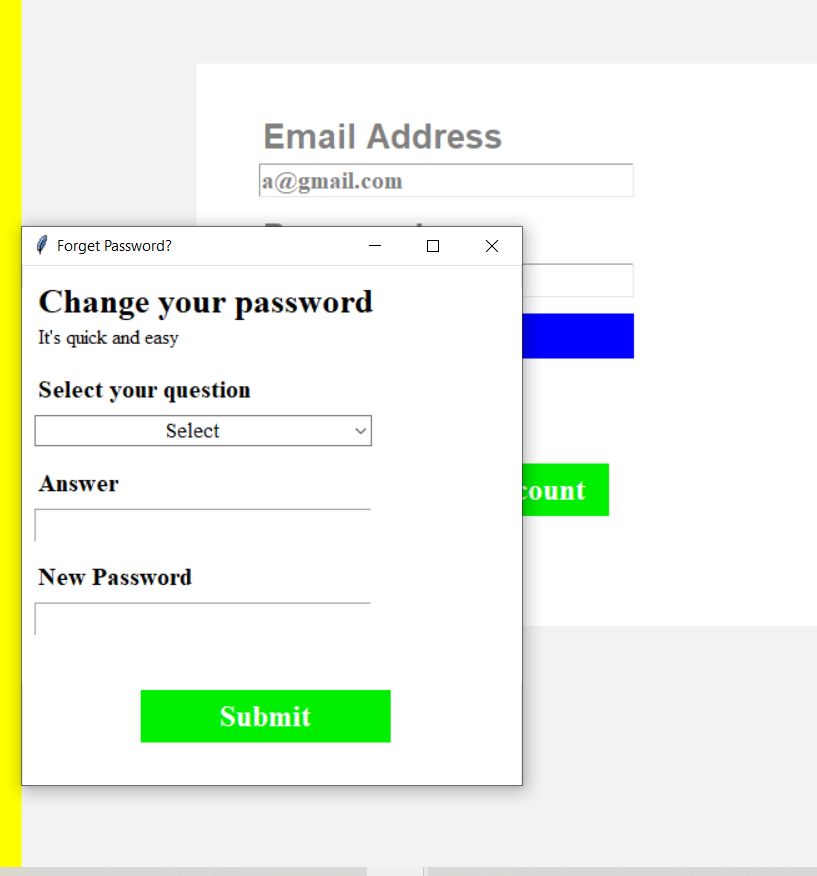 Email Address
a@gmail.com
Forget Password?
Change your password
It's quick and easy
Select your question
Select
Answer
count
New Password
Submit